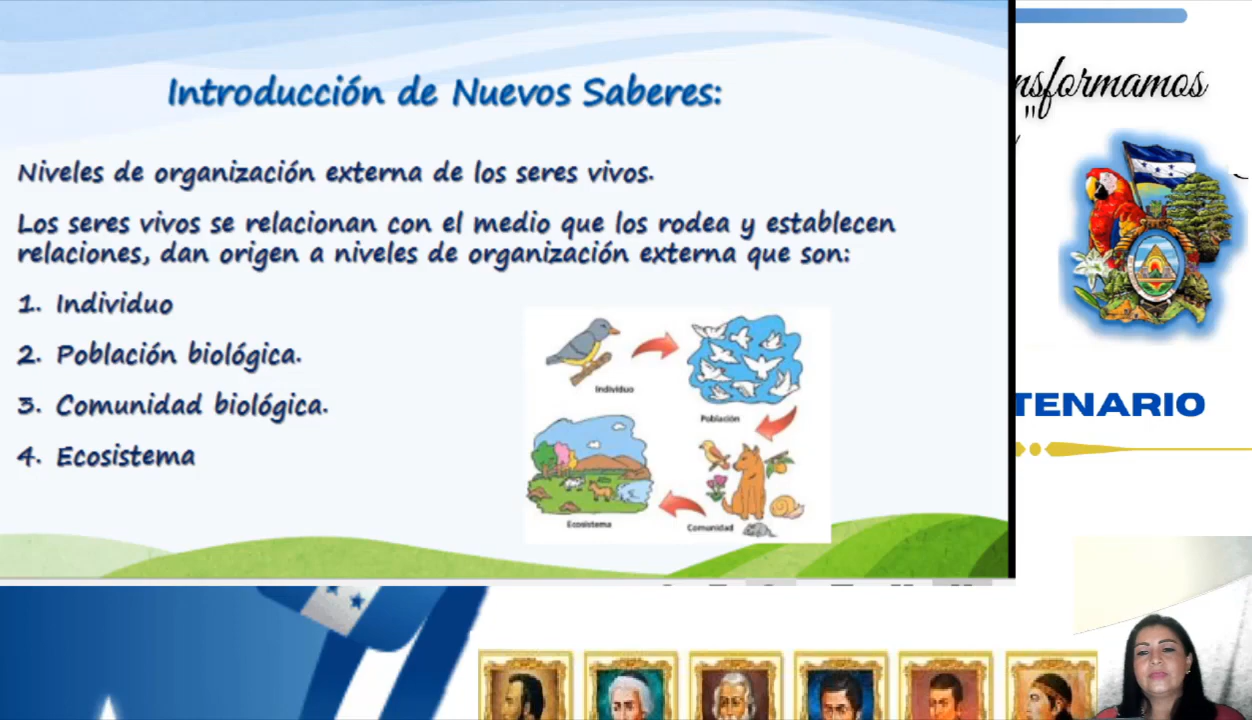 Introducción de Nuevos Saberes:
Niveles de organización externa de los seres vivos.
Los seres vivos se relacionan con el medio que los rodea y establecen
relaciones, dan origen a niveles de organización externa que son:
1. Individuo
2. Población biológica.
3. Comunidad biológica.
4. Ecosistema
Individuo
Población
Ecosistema
Comunidad
nsformamos
"
TENARIO